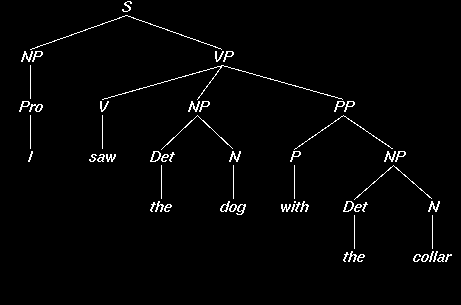 S
NP VP
Pro V NP PP
I saw Det N P NP
the dog with Det N
the collar